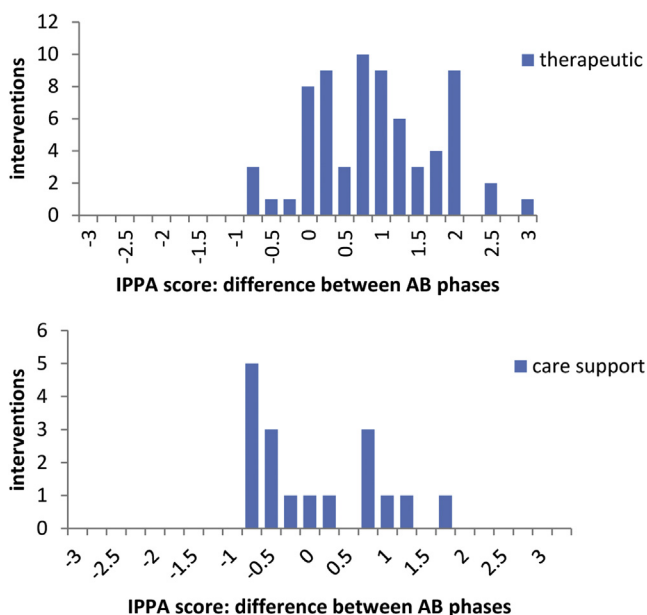 12
10
8
6
4
2
0
interventions
therapeutic
-3 -2.5 -2 -1.5 -1 -0.5 0 0.5 1 1.5 2 2.5 3
IPPA score: difference between AB phases
6
5
4
3
2
1
0
interventions
care support
-3 -2.5 -2 -1.5 -1 -0.5 0 0.5 1 1.5 2 2.5 3
IPPA score: difference between AB phases